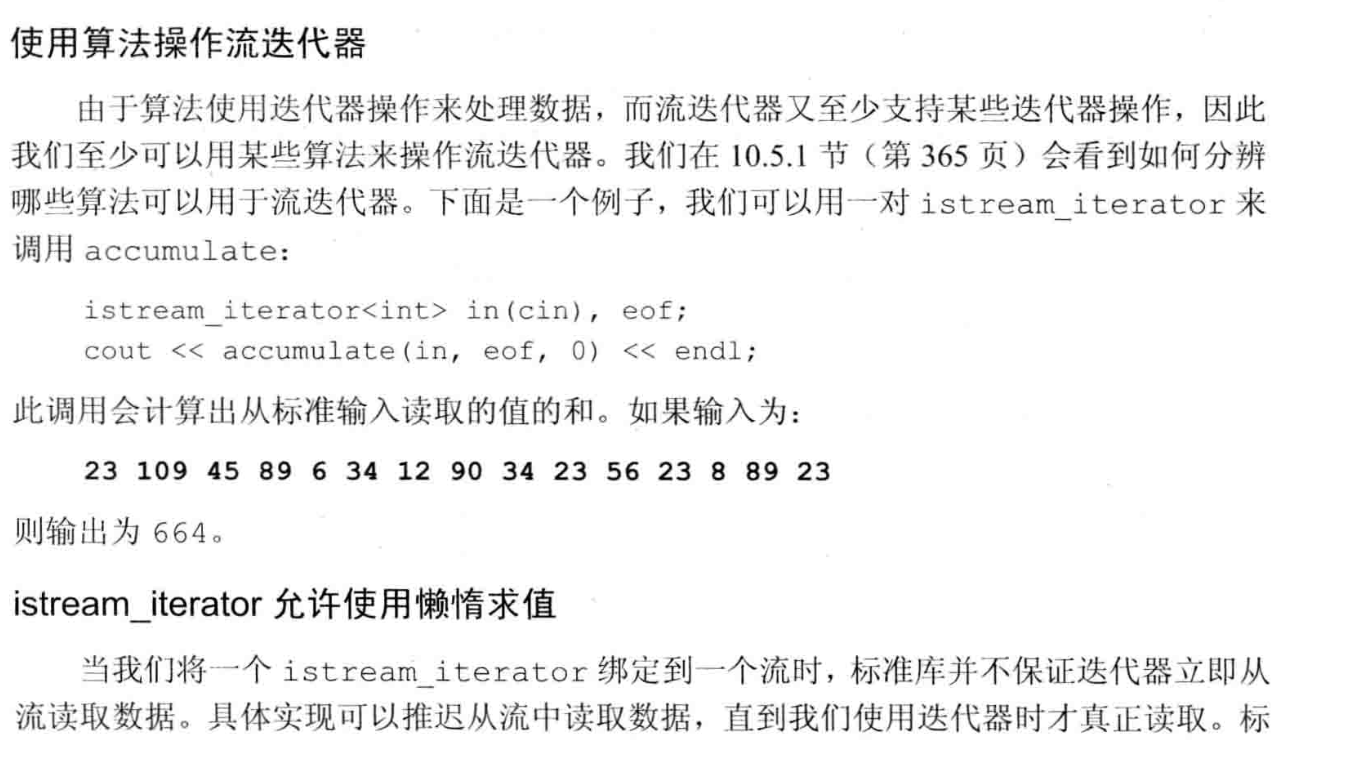 使用算法操作流迭代器
由于算法使用迭代器操作来处理数据，而流迭代器又至少支持某些迭代器操作，因此
我们至少可以用某些算法来操作流迭代器。我们在 10.5.1 节（第 365 页）会看到如何分辨
哪些算法可以用于流迭代器。下面是一个例子，我们可以用一对 istream_iterator 来
调用 accumulate：
istream_iterator<int> in(cin), eof;
cout << accumulate(in, eof, 0) << endl;
此调用会计算出从标准输入读取的值的和。如果输入为：
23 109 45 89 6 34 12 90 34 23 56 23 8 89 23
则输出为 664。
istream_iterator 允许使用懒惰求值
当我们将一个 istream_iterator 绑定到一个流时，标准库并不保证迭代器立即从
流读取数据。具体实现可以推迟从流中读取数据，直到我们使用迭代器时才真正读取。标